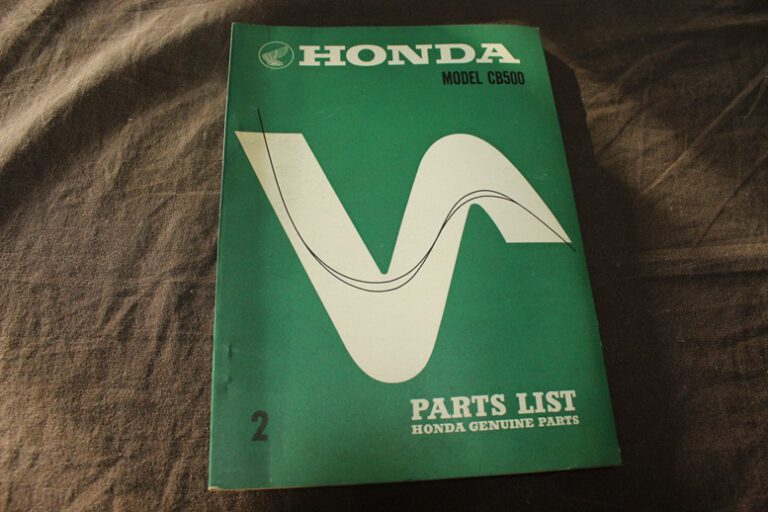 HONDA
MODEL CB500
PARTS LIST
HONDA GENUINE PARTS
2